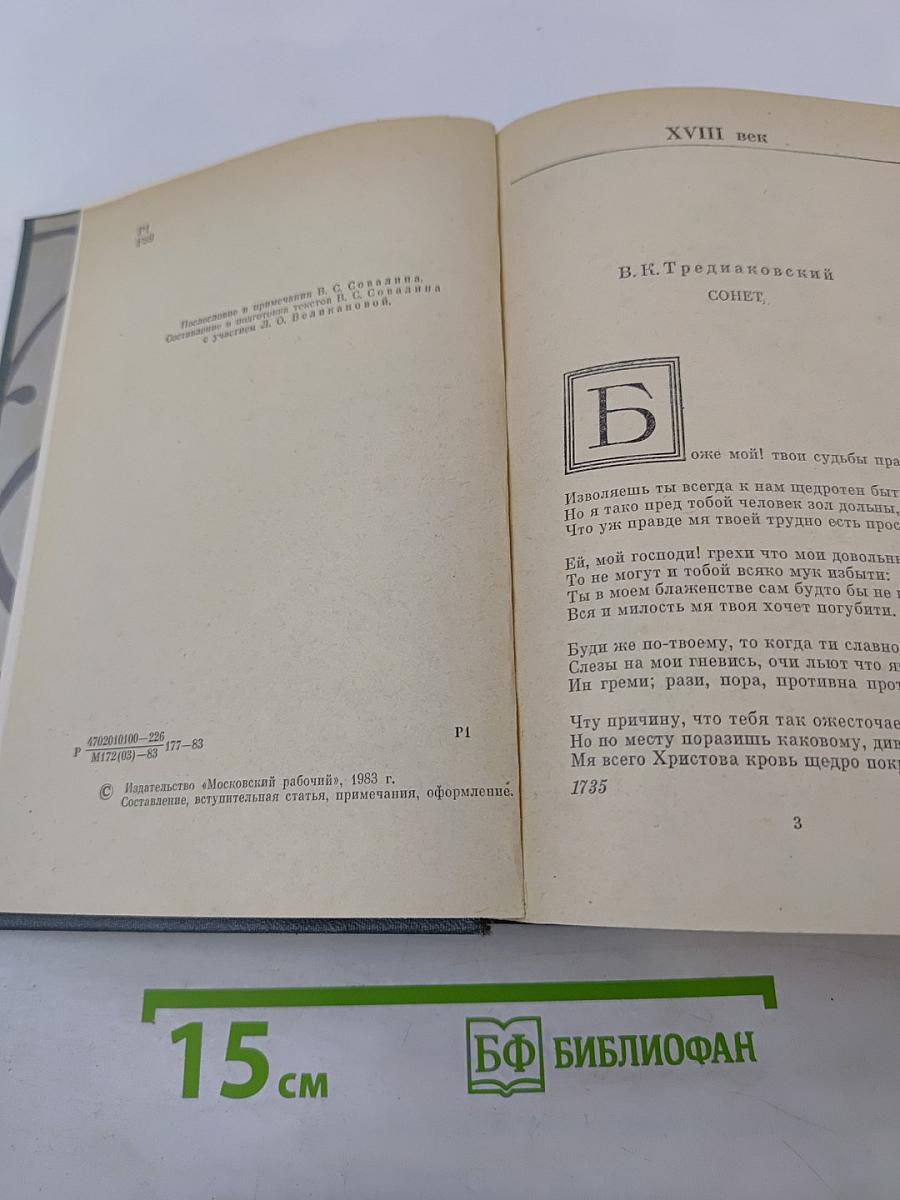 Р1
Р89
Послесловие и примечания В. С. Совалина.
Составление и подготовка текстов В. С. Совалина
с участием Л. О. Великановой.
Р 4702010100—226
М172(03)—83 177—83
Р1
© Издательство «Московский рабочий», 1983 г.
Составление, вступительная статья, примечания, оформление.
XVIII век
В. К. Тредиаковский
СОНЕТ
Боже мой! твои судьбы пра
Изволяешь ты всегда к нам щедротен быт
Но я тако пред тобой человек зол дольны,
Что уж правде мя твоей трудно есть прос
Ей, мой господи! грехи что мои довольн
То не могут и тобой всяко мук избыти:
Ты в моем блаженстве сам будто бы не
Вся и милость мя твоя хочет погубити.
Буди же по-твоему, то когда ти славно
Слезы на мои гневись, очи льют что я
Ин греми; рази, пора, противна прот
Чту причину, что тебя так ожесточае
Но по месту поразишь каковому, див
Мя всего Христова кровь щедро пок
1735
3
15 см
БФ БИБЛИОФАН